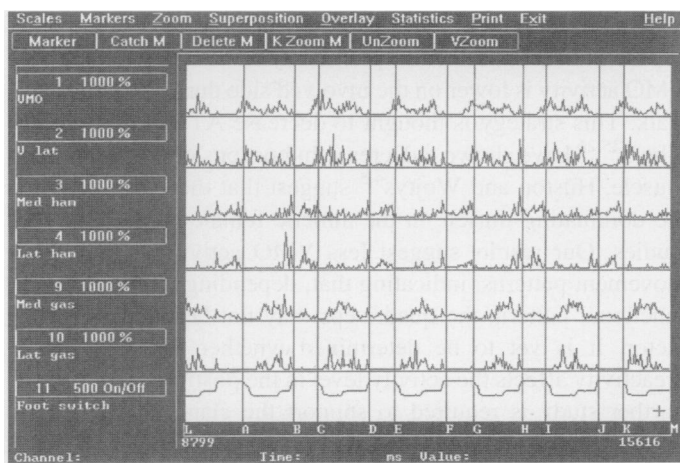 Scales Markers Zoom Superposition Overlay Statistics Print Exit Help
Marker Catch M Delete M K Zoom M UnZoom VZoom
1 1000 %
VMO
2 1000 %
V lat
3 1000 %
Med ham
4 1000 %
Lat ham
9 1000 %
Med gas
10 1000 %
Lat gas
11 500 On/Off
Foot switch
L A B C D E F G H I J K M
8799 15616
Channel: Time: ms Value: